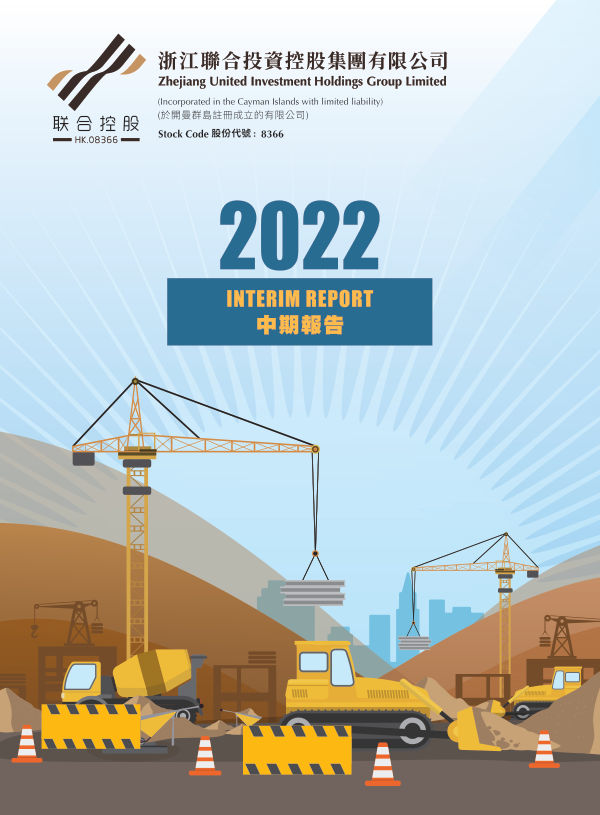 浙江聯合投資控股集團有限公司
Zhejiang United Investment Holdings Group Limited
(Incorporated in the Cayman Islands with limited liability)
(於開曼群島註冊成立的有限公司)
Stock Code 股份代號 : 8366
联合控股
HK.08366
2022
INTERIM REPORT
中期報告